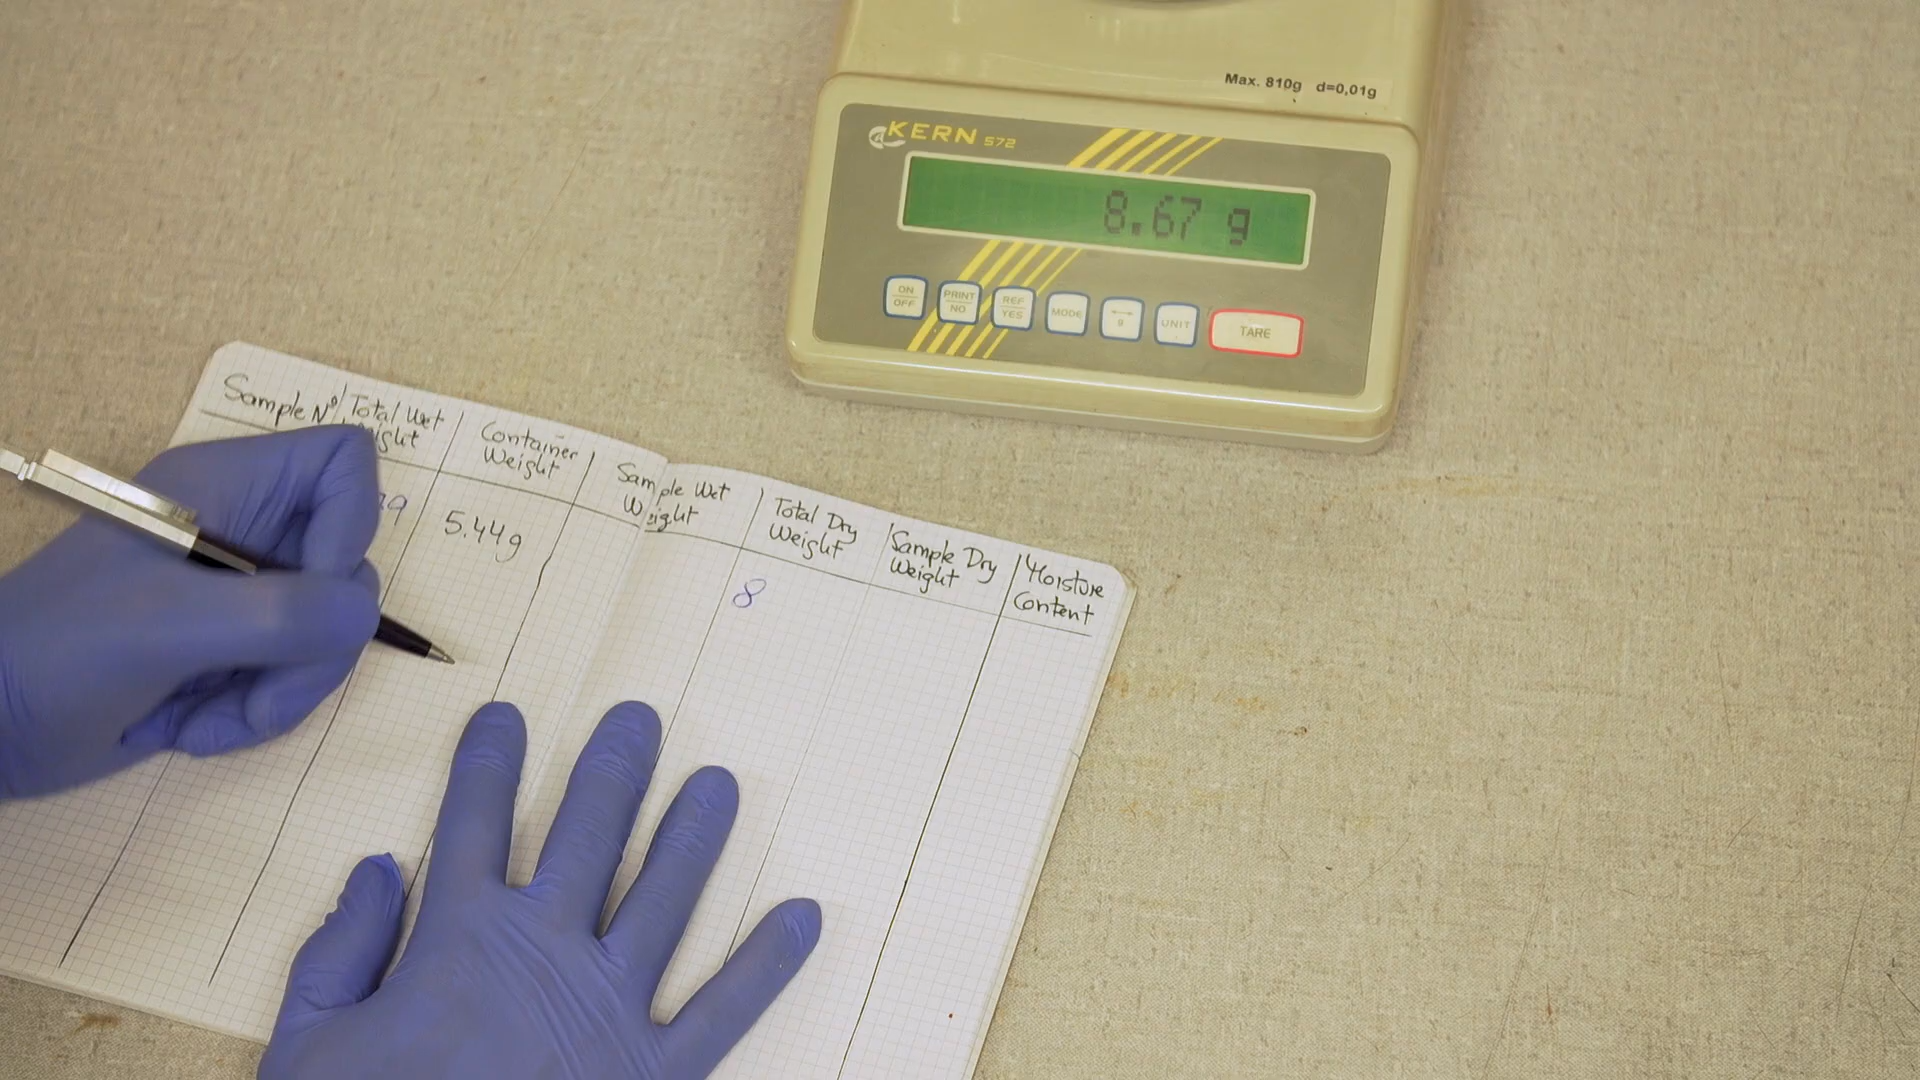 Max. 810g d=0,01g
KERN 572
8.67 g
ON
OFF
PRINT
NO
REF
YES
MODE
g
UNIT
TARE
Sample Nº
Total Wet
Container
Weight
Sample Wet
Weight
Total Dry
Weight
Sample Dry
Weight
Moisture
Content
5.44g
8